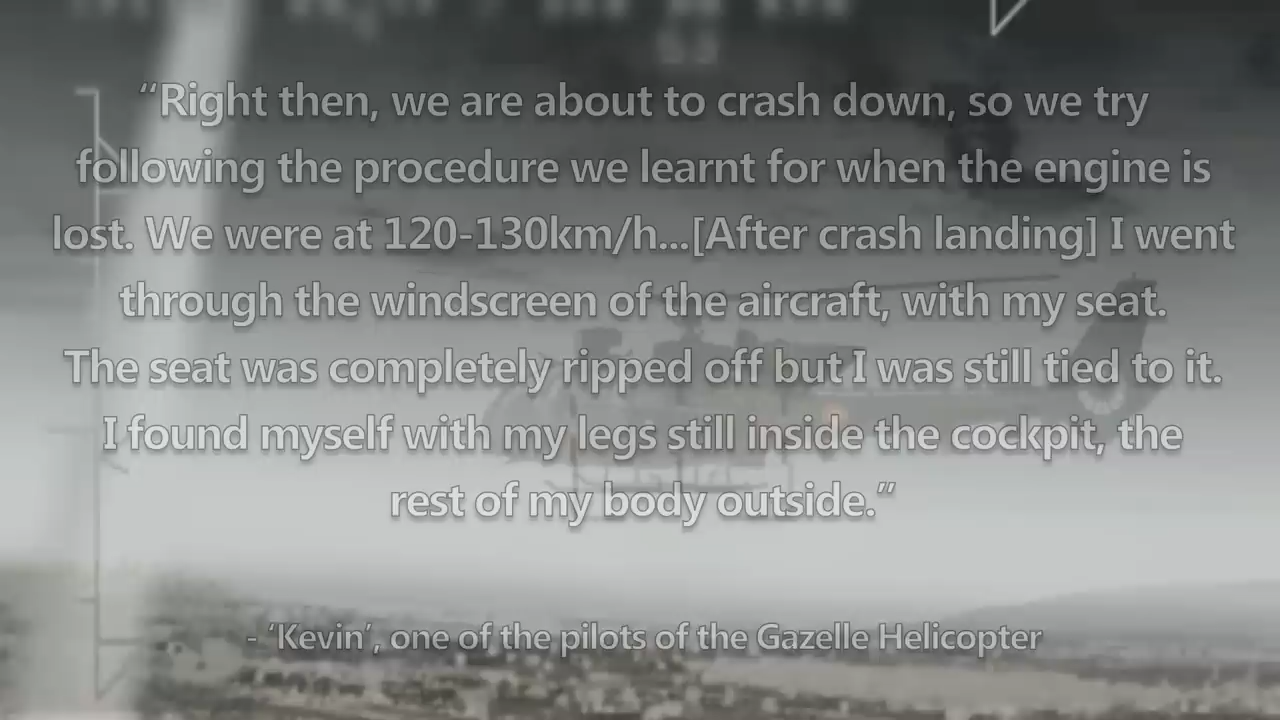 “Right then, we are about to crash down, so we try
following the procedure we learnt for when the engine is
lost. We were at 120-130km/h...[After crash landing] I went
through the windscreen of the aircraft, with my seat.
The seat was completely ripped off but I was still tied to it.
I found myself with my legs still inside the cockpit, the
rest of my body outside.”
- ‘Kevin’, one of the pilots of the Gazelle Helicopter